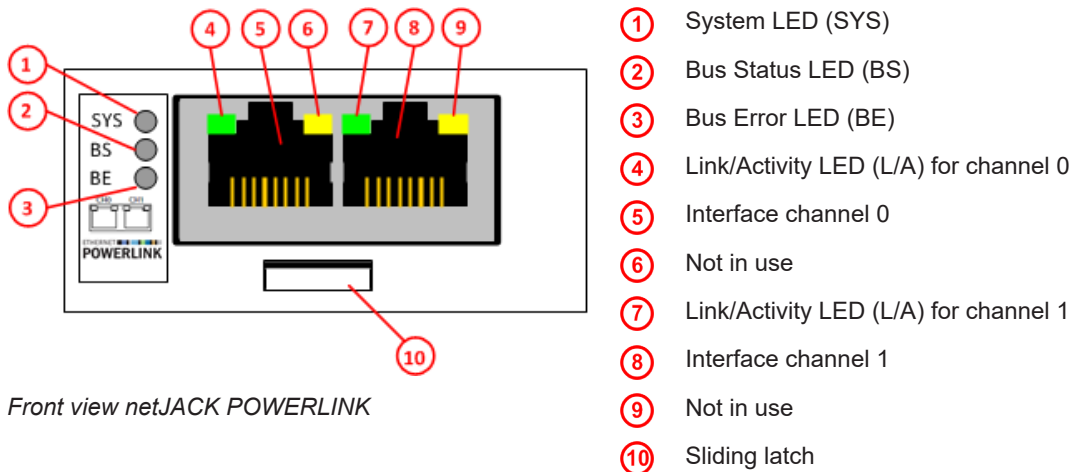 4 5 6 7 8 9
1
2
3
SYS
BS
BE
CH0 CH1
ETHERNET
POWERLINK
10
Front view netJACK POWERLINK
1 System LED (SYS)
2 Bus Status LED (BS)
3 Bus Error LED (BE)
4 Link/Activity LED (L/A) for channel 0
5 Interface channel 0
6 Not in use
7 Link/Activity LED (L/A) for channel 1
8 Interface channel 1
9 Not in use
10 Sliding latch